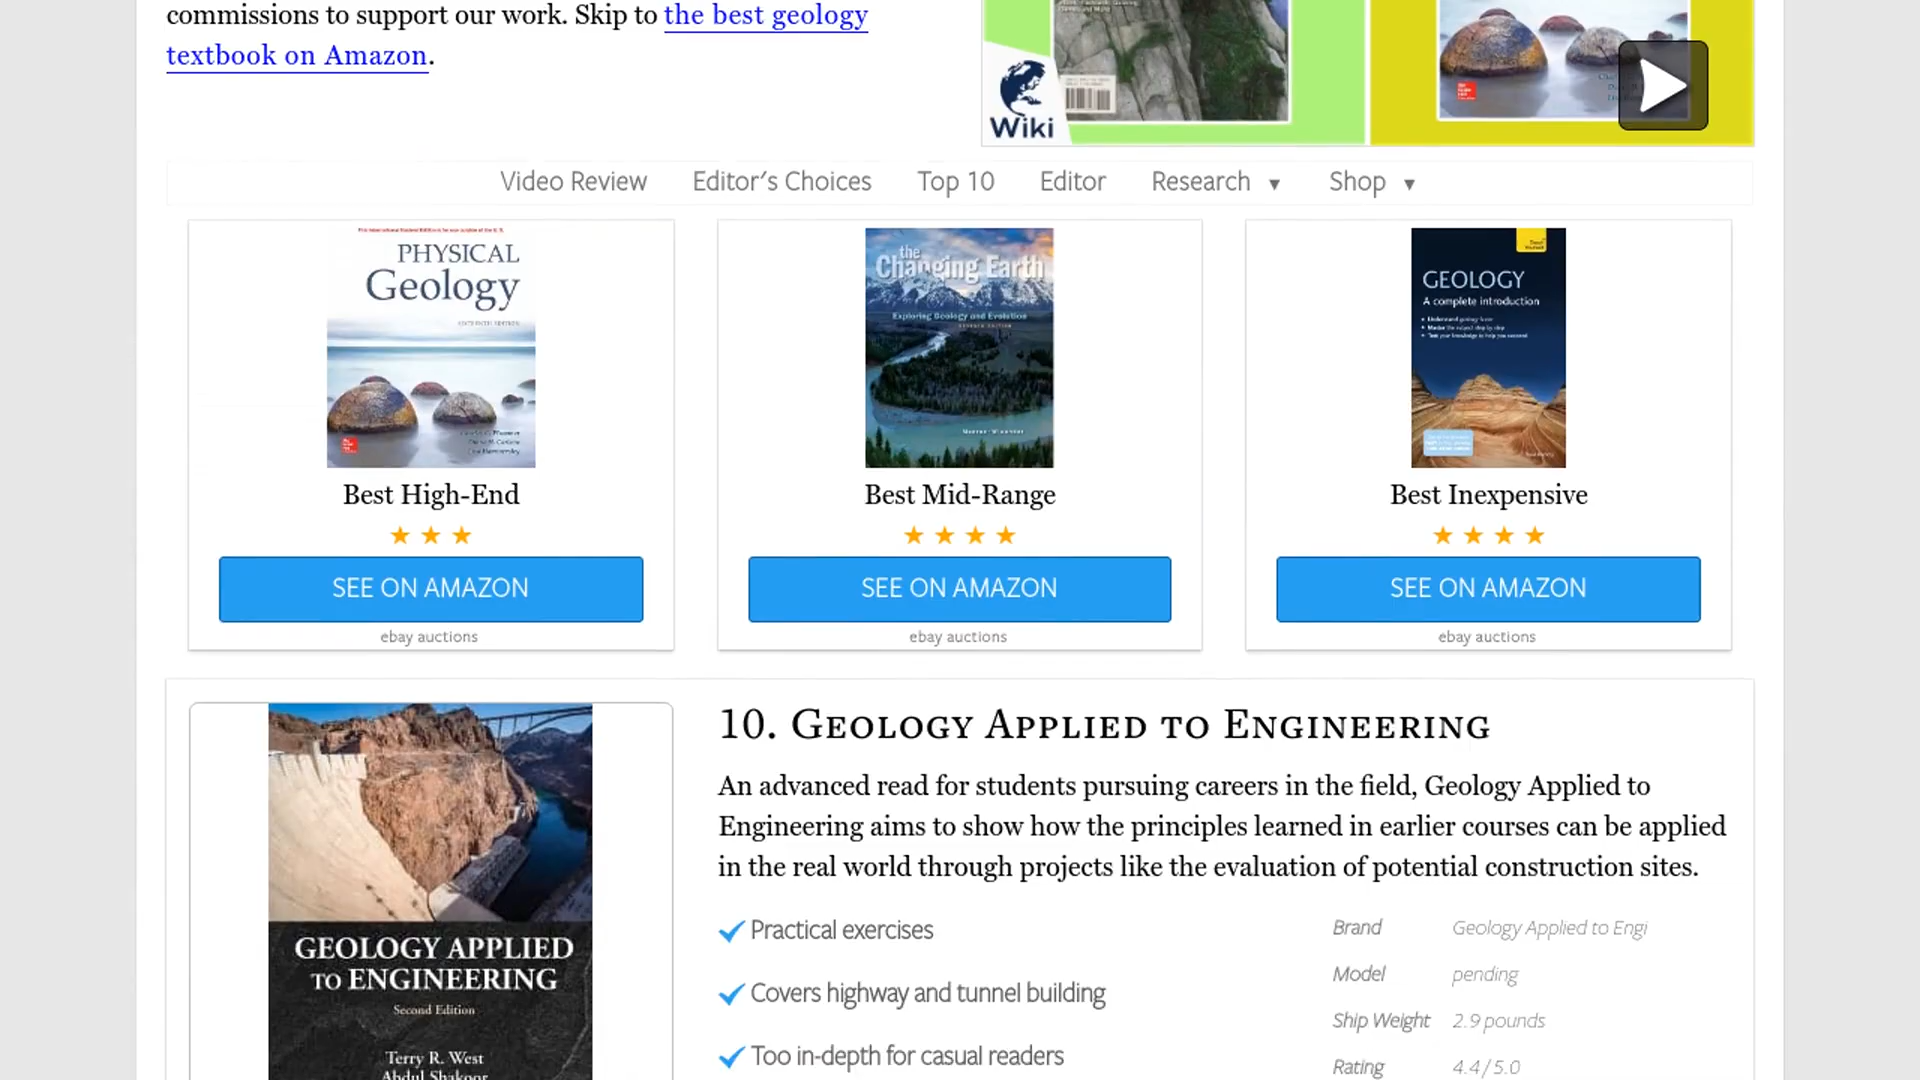 commissions to support our work. Skip to the best geology
textbook on Amazon.
Wiki
Video Review Editor's Choices Top 10 Editor Research ▼ Shop ▼
PHYSICAL
Geology
the
Changing Earth
Exploring Geology and Evolution
GEOLOGY
A complete introduction
Best High-End
Best Mid-Range
Best Inexpensive
SEE ON AMAZON
SEE ON AMAZON
SEE ON AMAZON
ebay auctions
ebay auctions
ebay auctions
10. Geology Applied to Engineering
An advanced read for students pursuing careers in the field, Geology Applied to
Engineering aims to show how the principles learned in earlier courses can be applied
in the real world through projects like the evaluation of potential construction sites.
Practical exercises
Covers highway and tunnel building
Too in-depth for casual readers
Brand Geology Applied to Engi
Model pending
Ship Weight 2.9 pounds
Rating 4.4 / 5.0
GEOLOGY APPLIED
TO ENGINEERING
Second Edition
Terry R. West
Abdul Shakoor